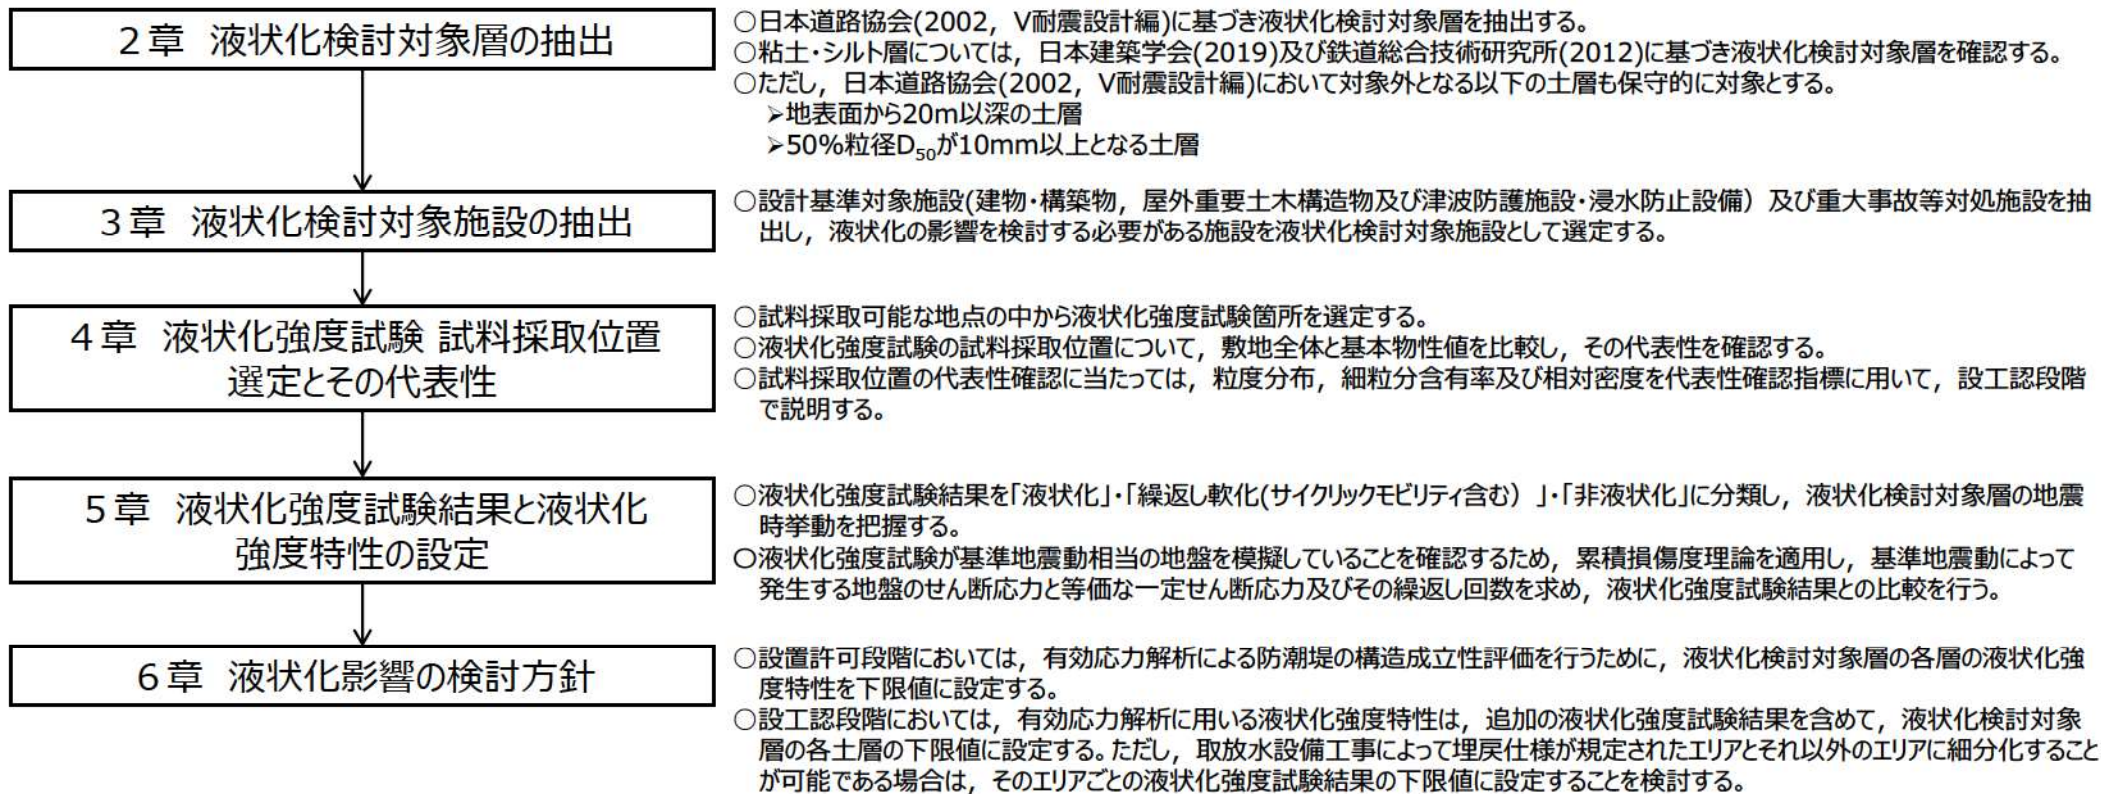 2章 液状化検討対象層の抽出
○日本道路協会(2002，Ⅴ耐震設計編)に基づき液状化検討対象層を抽出する。
○粘土・シルト層については，日本建築学会(2019)及び鉄道総合技術研究所(2012)に基づき液状化検討対象層を確認する。
○ただし，日本道路協会(2002，Ⅴ耐震設計編)において対象外となる以下の土層も保守的に対象とする。
➢地表面から20m以深の土層
➢50%粒径D50が10mm以上となる土層
3章 液状化検討対象施設の抽出
○設計基準対象施設(建物・構築物，屋外重要土木構造物及び津波防護施設・浸水防止設備）及び重大事故等対処施設を抽
出し，液状化の影響を検討する必要がある施設を液状化検討対象施設として選定する。
4章 液状化強度試験 試料採取位置
選定とその代表性
○試料採取可能な地点の中から液状化強度試験箇所を選定する。
○液状化強度試験の試料採取位置について，敷地全体と基本物性値を比較し，その代表性を確認する。
○試料採取位置の代表性確認に当たっては，粒度分布，細粒分含有率及び相対密度を代表性確認指標に用いて，設工認段階
で説明する。
5章 液状化強度試験結果と液状化
強度特性の設定
○液状化強度試験結果を「液状化」・「繰返し軟化(サイクリックモビリティ含む）」・「非液状化」に分類し，液状化検討対象層の地震
時挙動を把握する。
○液状化強度試験が基準地震動相当の地盤を模擬していることを確認するため，累積損傷度理論を適用し，基準地震動によって
発生する地盤のせん断応力と等価な一定せん断応力及びその繰返し回数を求め，液状化強度試験結果との比較を行う。
6章 液状化影響の検討方針
○設置許可段階においては，有効応力解析による防潮堤の構造成立性評価を行うために，液状化検討対象層の各層の液状化強
度特性を下限値に設定する。
○設工認段階においては，有効応力解析に用いる液状化強度特性は，追加の液状化強度試験結果を含めて，液状化検討対象
層の各土層の下限値に設定する。ただし，取放水設備工事によって埋戻仕様が規定されたエリアとそれ以外のエリアに細分化すること
が可能である場合は，そのエリアごとの液状化強度試験結果の下限値に設定することを検討する。